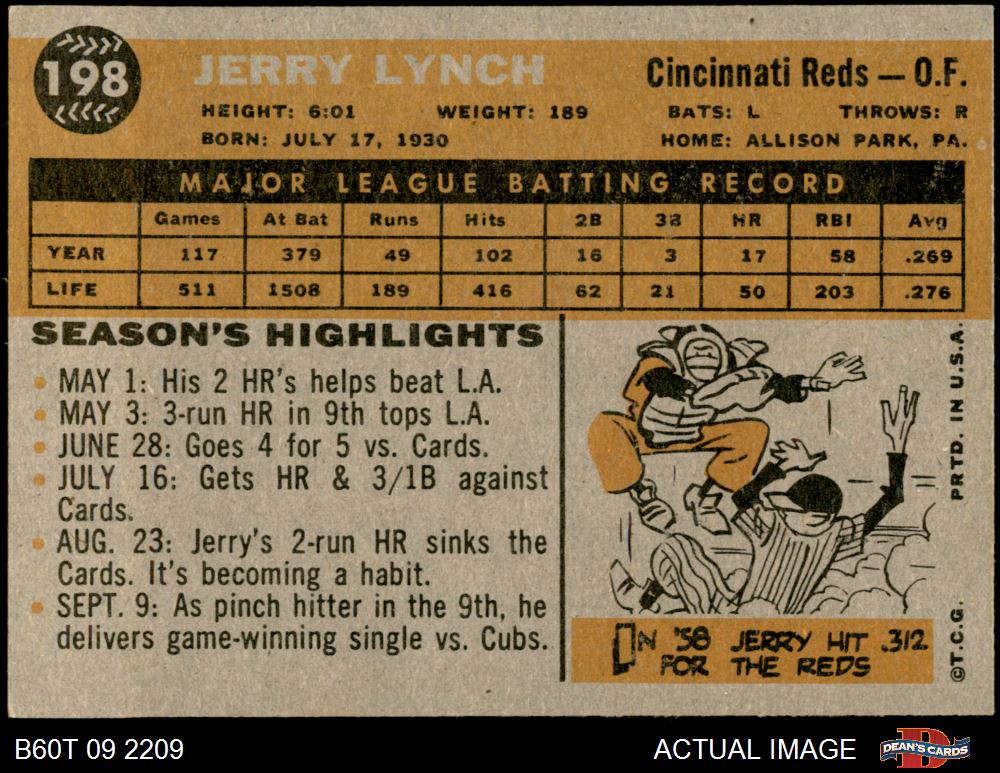 198
JERRY LYNCH
Cincinnati Reds — O.F.
HEIGHT: 6:01 WEIGHT: 189 BATS: L THROWS: R
BORN: JULY 17, 1930 HOME: ALLISON PARK, PA.
MAJOR LEAGUE BATTING RECORD
Games At Bat Runs Hits 2B 3B HR RBI Avg
YEAR 117 379 49 102 16 3 17 58 .269
LIFE 511 1508 189 416 62 21 50 203 .276
SEASON'S HIGHLIGHTS
• MAY 1: His 2 HR's helps beat L.A.
• MAY 3: 3-run HR in 9th tops L.A.
• JUNE 28: Goes 4 for 5 vs. Cards.
• JULY 16: Gets HR & 3/1B against
Cards.
• AUG. 23: Jerry's 2-run HR sinks the
Cards. It's becoming a habit.
• SEPT. 9: As pinch hitter in the 9th, he
delivers game-winning single vs. Cubs.
IN '58 JERRY HIT .312
FOR THE REDS
©T.C.G. PRTD. IN U.S.A.
B60T 09 2209
ACTUAL IMAGE
DEAN'S CARDS